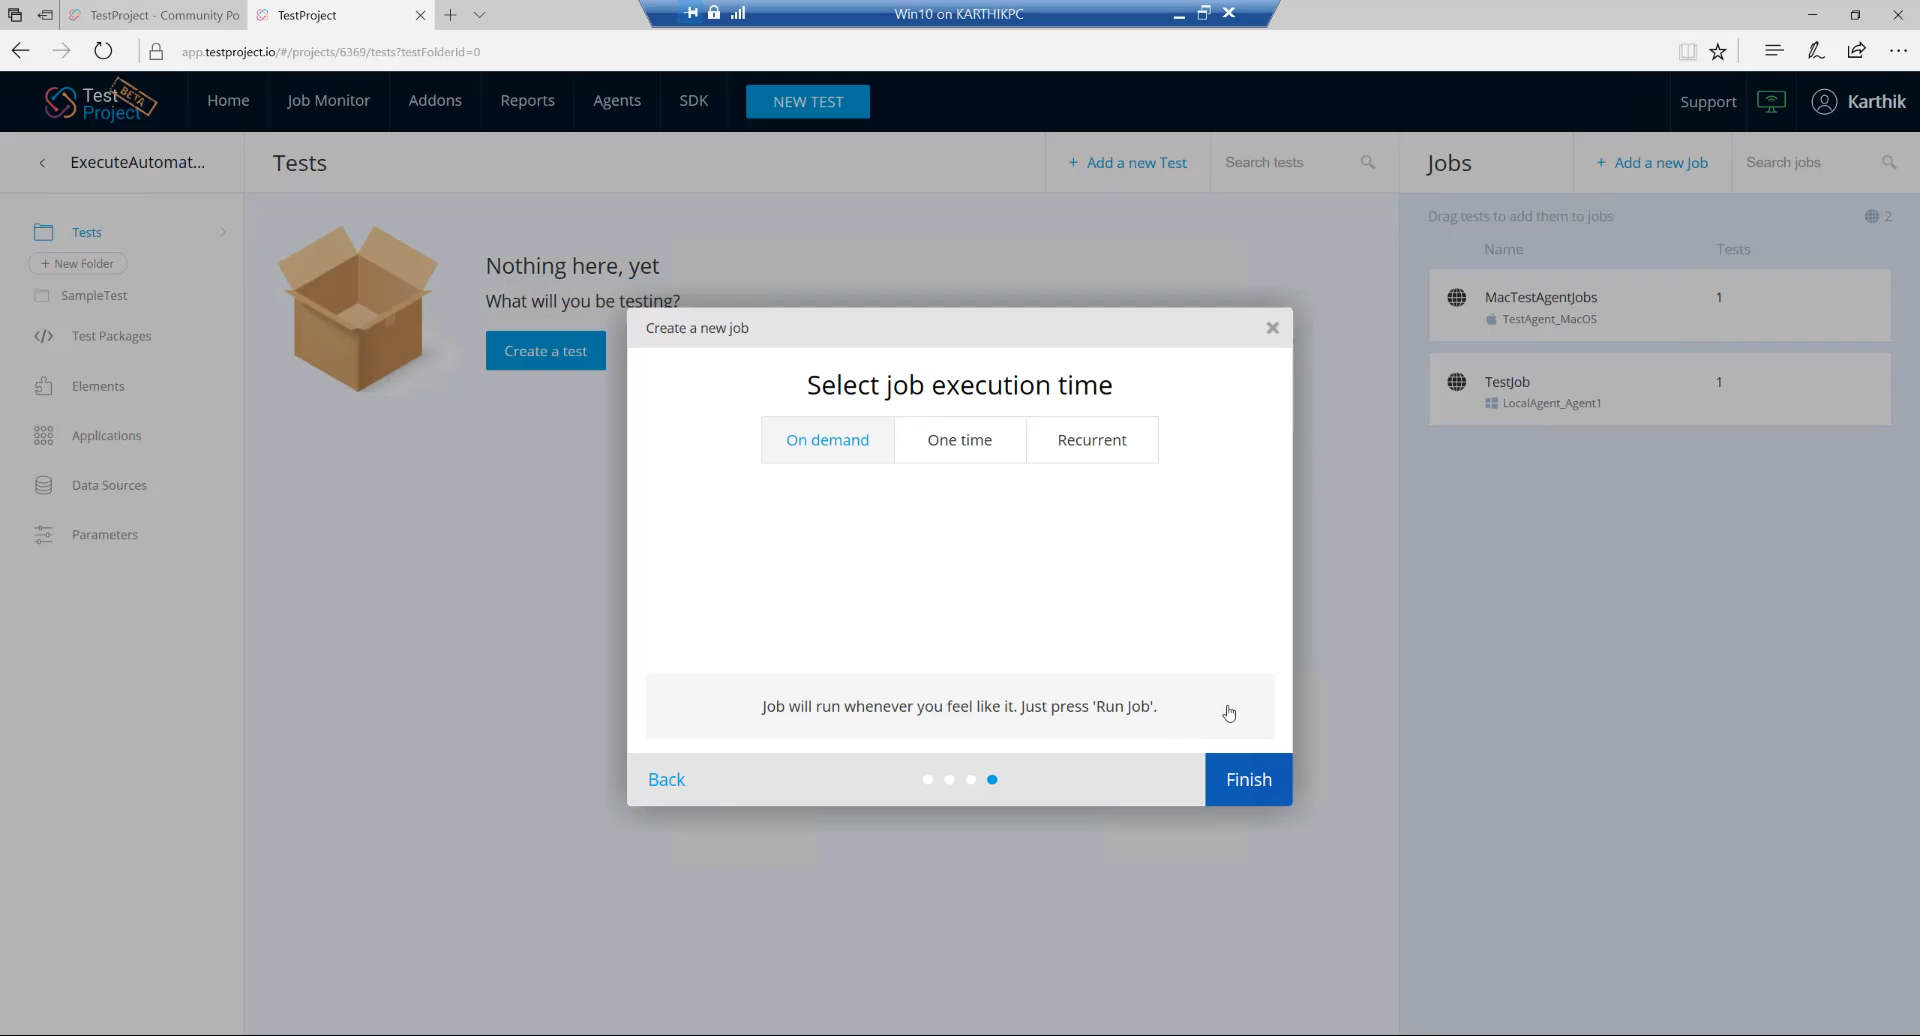 TestProject - Community Po
TestProject
Win10 on KARTHIKPC
app.testproject.io/#/projects/6369/tests?testFolderId=0
Test
Project
BETA
Home
Job Monitor
Addons
Reports
Agents
SDK
NEW TEST
Support
Karthik
ExecuteAutomat...
Tests
+ Add a new Test
Search tests
Jobs
+ Add a new Job
Search jobs
Tests
+ New Folder
SampleTest
Test Packages
Elements
Applications
Data Sources
Parameters
Nothing here, yet
What will you be testing?
Create a test
Drag tests to add them to jobs
2
Name
Tests
MacTestAgentJobs
1
TestAgent_MacOS
TestJob
1
LocalAgent_Agent1
Create a new job
Select job execution time
On demand
One time
Recurrent
Job will run whenever you feel like it. Just press 'Run Job'.
Back
Finish